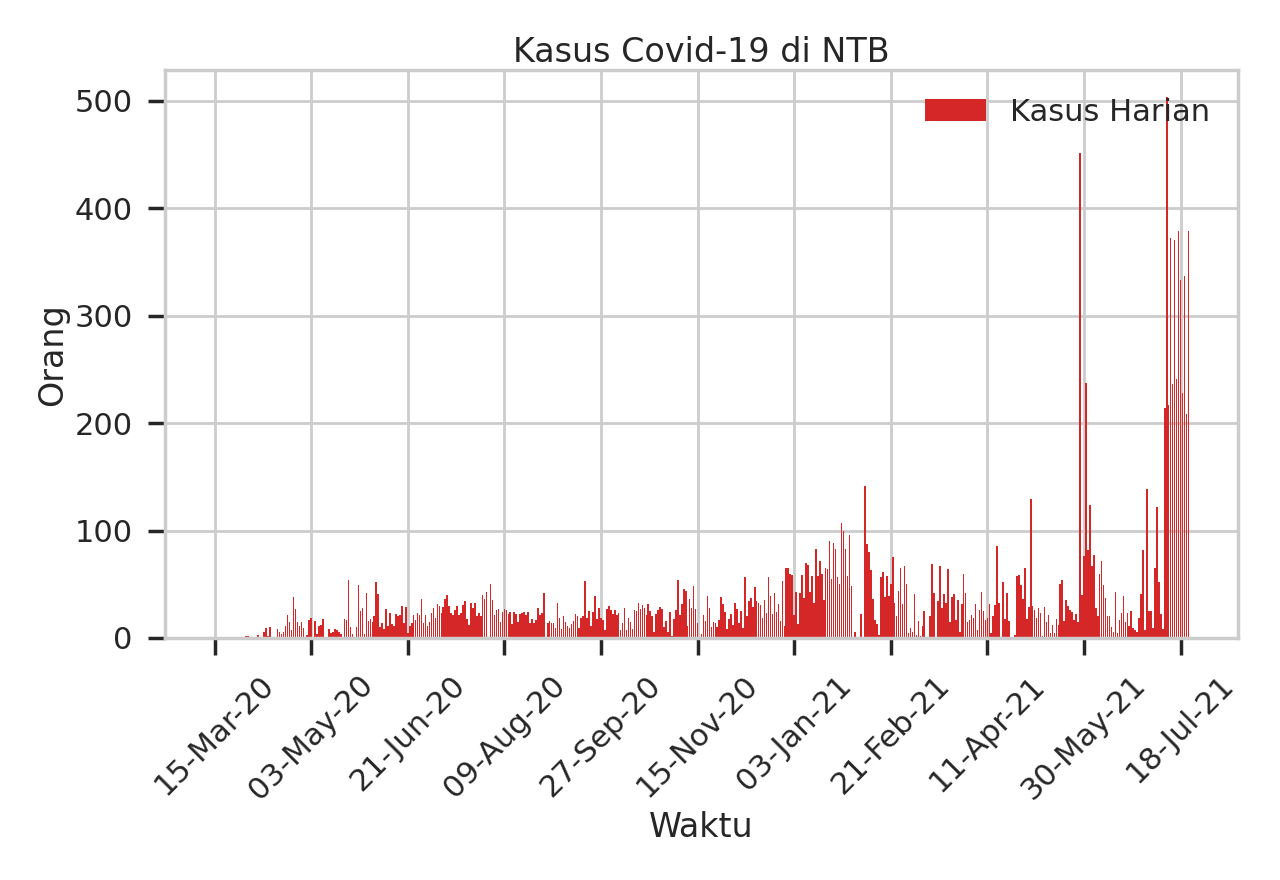 Kasus Covid-19 di NTB
Kasus Harian
Orang
500
400
300
200
100
0
15-Mar-20
03-May-20
21-Jun-20
09-Aug-20
27-Sep-20
15-Nov-20
03-Jan-21
21-Feb-21
11-Apr-21
30-May-21
18-Jul-21
Waktu